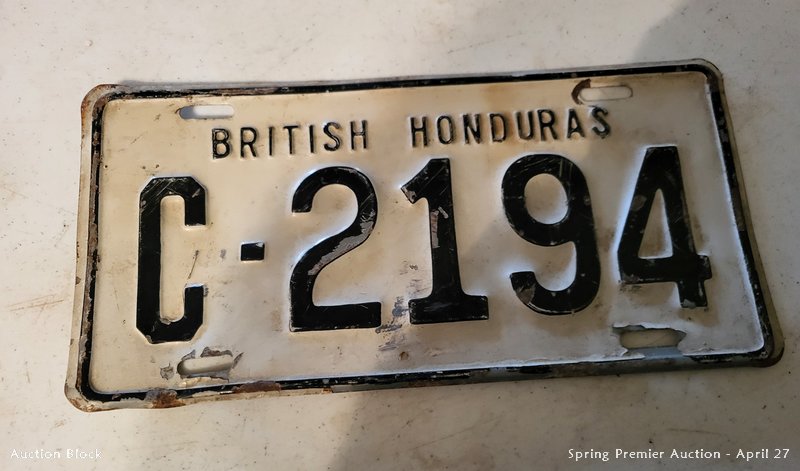 BRITISH HONDURAS
C-2194
Auction Block
Spring Premier Auction - April 27